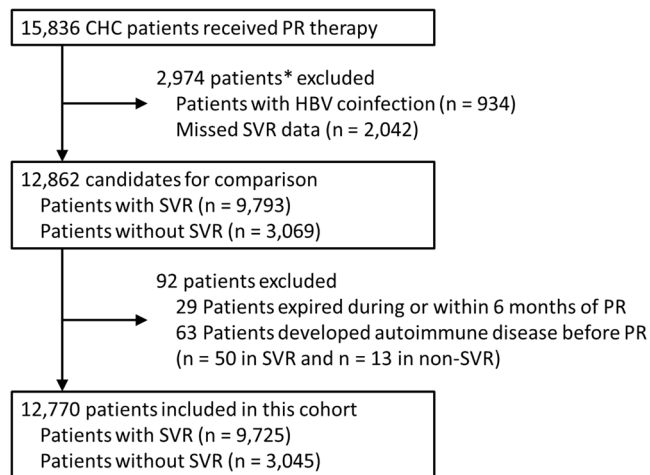 15,836 CHC patients received PR therapy
2,974 patients* excluded
Patients with HBV coinfection (n = 934)
Missed SVR data (n = 2,042)
12,862 candidates for comparison
Patients with SVR (n = 9,793)
Patients without SVR (n = 3,069)
92 patients excluded
29 Patients expired during or within 6 months of PR
63 Patients developed autoimmune disease before PR
(n = 50 in SVR and n = 13 in non-SVR)
12,770 patients included in this cohort
Patients with SVR (n = 9,725)
Patients without SVR (n = 3,045)